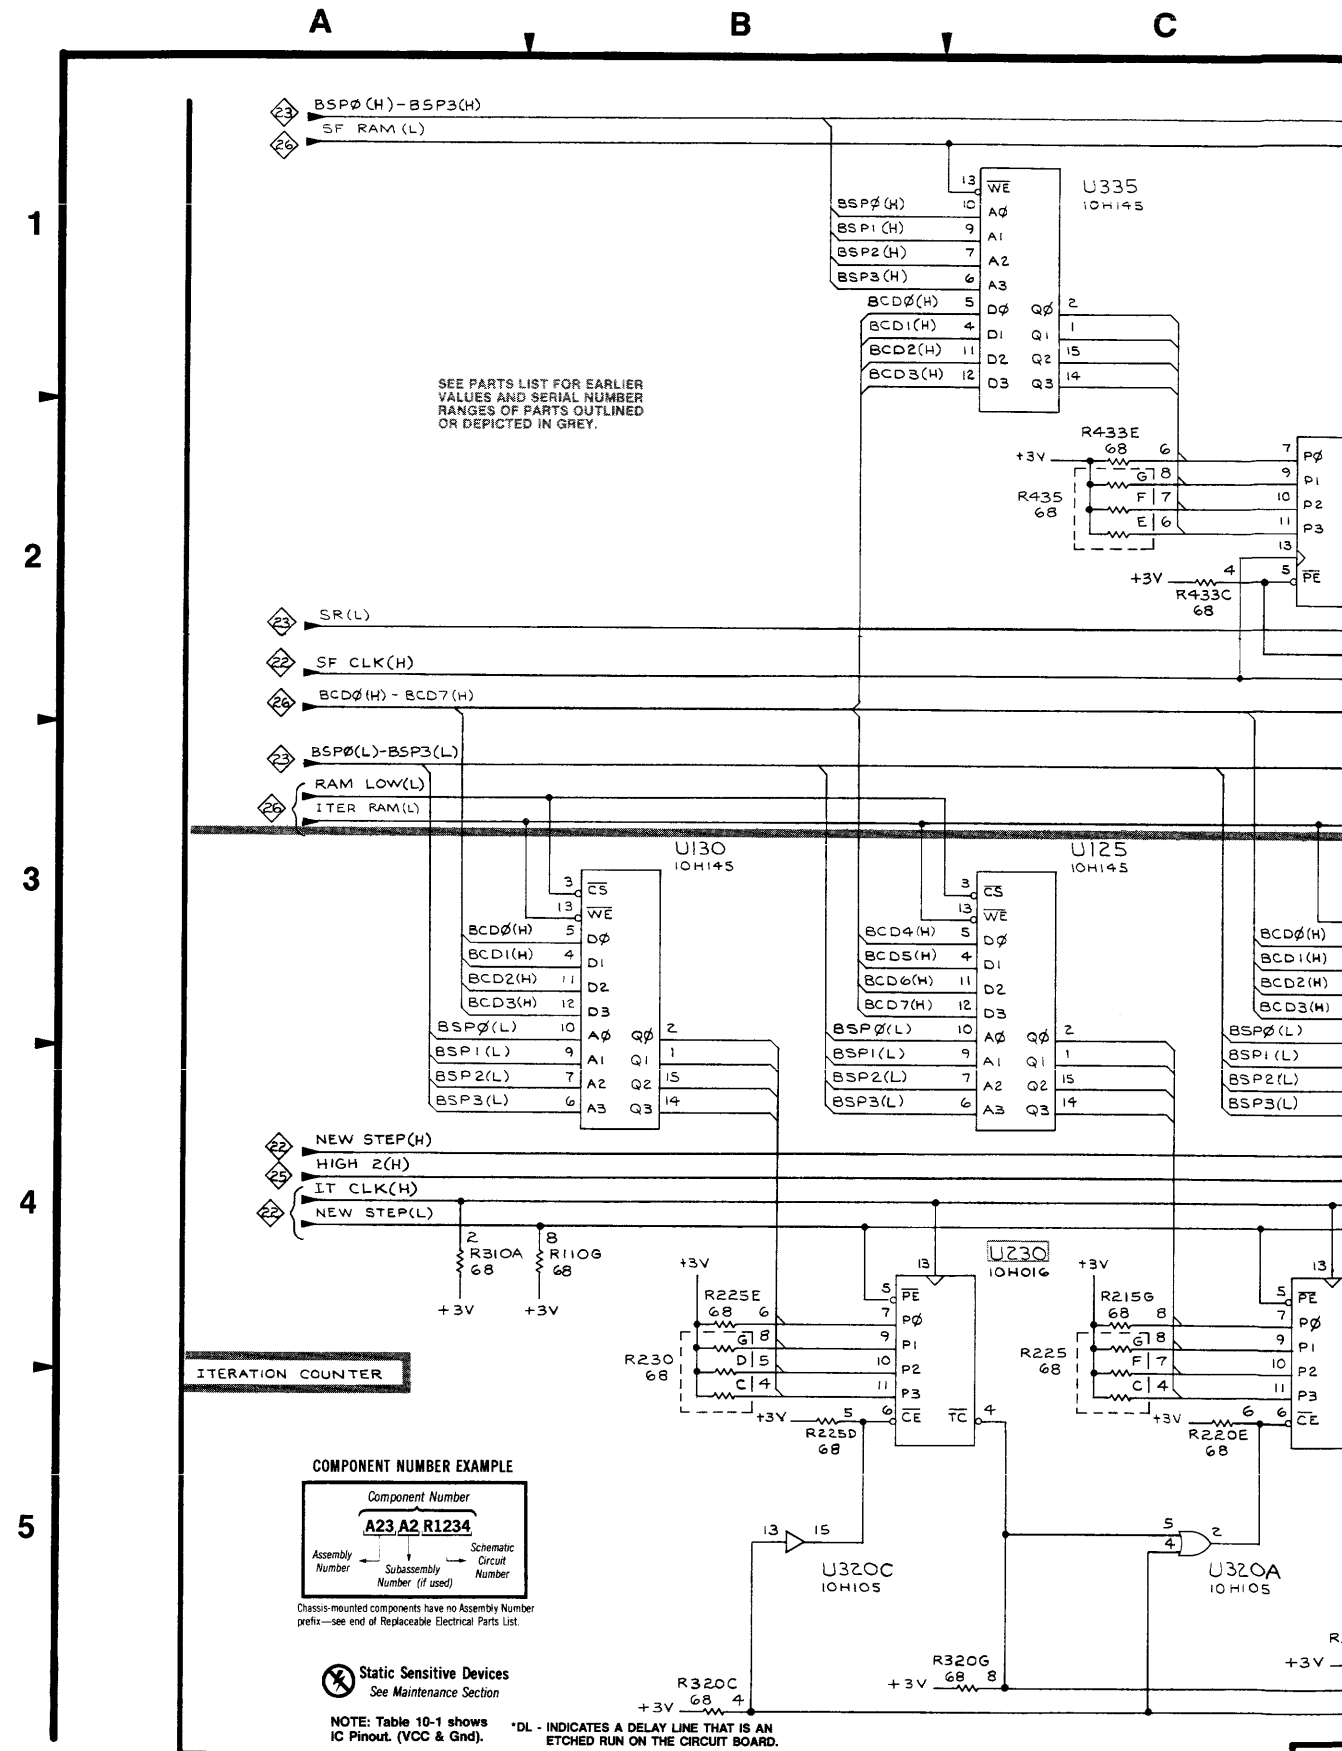 A B C
1
2
3
4
5
23 BSPØ(H)-BSP3(H)
26 SF RAM(L)
U335
10H145
13 WE
BSPØ(H) 10 AØ
BSP1(H) 9 A1
BSP2(H) 7 A2
BSP3(H) 6 A3
BCDØ(H) 5 DØ QØ 2
BCD1(H) 4 D1 Q1 1
BCD2(H) 11 D2 Q2 15
BCD3(H) 12 D3 Q3 14
SEE PARTS LIST FOR EARLIER
VALUES AND SERIAL NUMBER
RANGES OF PARTS OUTLINED
OR DEPICTED IN GREY.
R433E
+3V 68 6 7 PØ
G 8 9 P1
R435 F 7 10 P2
68 E 6 11 P3
13
+3V 4 5 PE
R433C
68
23 SR(L)
22 SF CLK(H)
26 BCDØ(H) - BCD7(H)
23 BSPØ(L)-BSP3(L)
RAM LOW(L)
26 ITER RAM(L)
U130
10H145
3 CS
13 WE
BCDØ(H) 5 DØ
BCD1(H) 4 D1
BCD2(H) 11 D2
BCD3(H) 12 D3
BSPØ(L) 10 AØ QØ 2
BSP1(L) 9 A1 Q1 1
BSP2(L) 7 A2 Q2 15
BSP3(L) 6 A3 Q3 14
U125
10H145
3 CS
13 WE
BCD4(H) 5 DØ
BCD5(H) 4 D1
BCD6(H) 11 D2
BCD7(H) 12 D3
BSPØ(L) 10 AØ QØ 2
BSP1(L) 9 A1 Q1 1
BSP2(L) 7 A2 Q2 15
BSP3(L) 6 A3 Q3 14
BCDØ(H)
BCD1(H)
BCD2(H)
BCD3(H)
BSPØ(L)
BSP1(L)
BSP2(L)
BSP3(L)
22 NEW STEP(H)
25 HIGH 2(H)
IT CLK(H)
22 NEW STEP(L)
2 R310A 68 +3V
8 R110G 68 +3V
U230
10H016
+3V 13
5 PE
R225E 68 6 7 PØ
G 8 9 P1
R230 D 5 10 P2
68 C 4 11 P3
+3V 5 6 CE TC 4
R225D
68
+3V 13
5 PE
R215G 68 8 7 PØ
G 8 9 P1
R225 F 7 10 P2
68 C 4 11 P3
+3V 6 6 CE
R220E
68
ITERATION COUNTER
COMPONENT NUMBER EXAMPLE
Component Number
A23 A2 R1234
Assembly Number
Subassembly Number (if used)
Schematic Circuit Number
Chassis-mounted components have no Assembly Number
prefix—see end of Replaceable Electrical Parts List.
13 15
U320C
10H105
5
4 2
U320A
10H105
Static Sensitive Devices
See Maintenance Section
NOTE: Table 10-1 shows
IC Pinout. (VCC & Gnd).
*DL - INDICATES A DELAY LINE THAT IS AN
ETCHED RUN ON THE CIRCUIT BOARD.
R320C
+3V 68 4
R320G
+3V 68 8
R
+3V